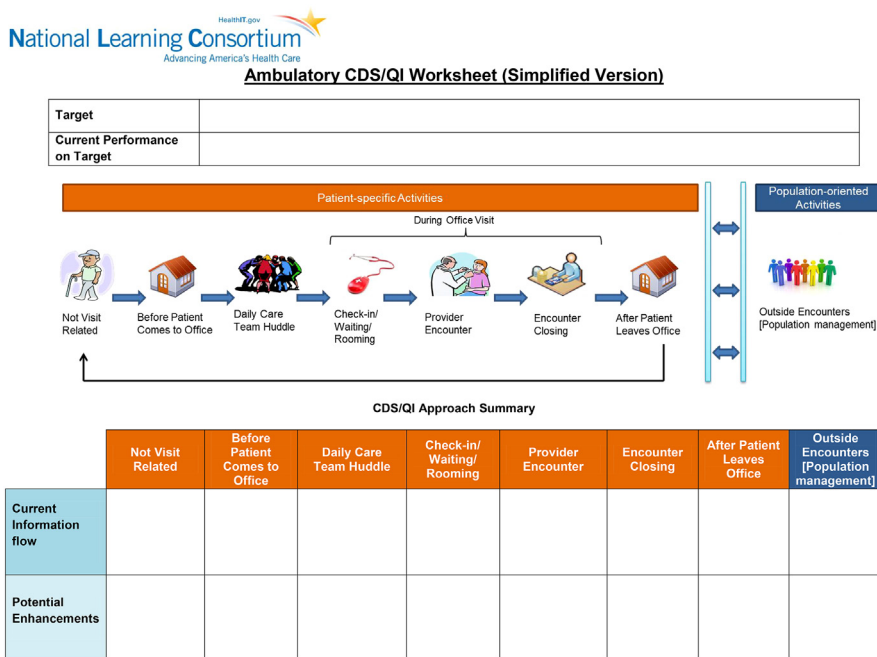 HealthIT.gov
National Learning Consortium
Advancing America's Health Care
Ambulatory CDS/QI Worksheet (Simplified Version)
Target
Current Performance
on Target
Patient-specific Activities
Population-oriented
Activities
During Office Visit
Not Visit
Related
Before Patient
Comes to Office
Daily Care
Team Huddle
Check-in/
Waiting/
Rooming
Provider
Encounter
Encounter
Closing
After Patient
Leaves Office
Outside Encounters
[Population management]
CDS/QI Approach Summary
Not Visit
Related
Before
Patient
Comes to
Office
Daily Care
Team Huddle
Check-in/
Waiting/
Rooming
Provider
Encounter
Encounter
Closing
After Patient
Leaves
Office
Outside
Encounters
[Population
management]
Current
Information
flow
Potential
Enhancements